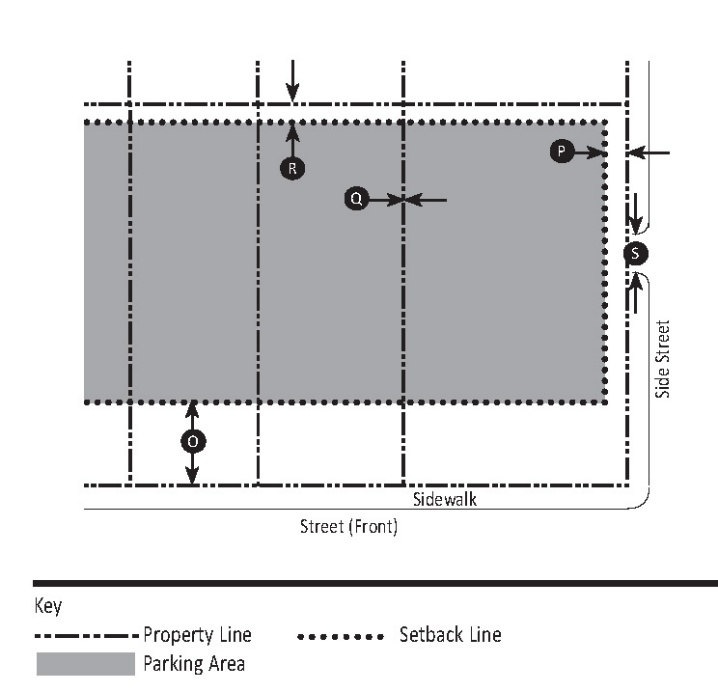 R
P
Q
S
Side Street
O
Sidewalk
Street (Front)
Key
Property Line
Setback Line
Parking Area